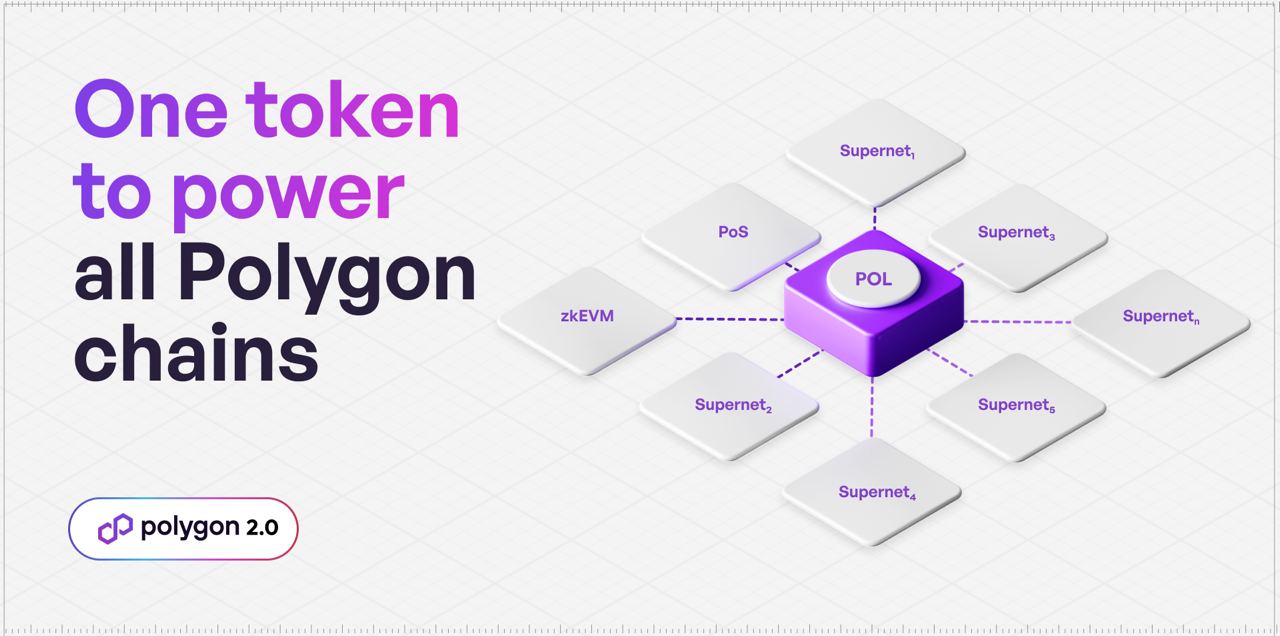 One token
to power
all Polygon
chains
Supernet₁
PoS
Supernet₃
POL
zkEVM
Supernetₙ
Supernet₂
Supernet₅
Supernet₄
polygon 2.0